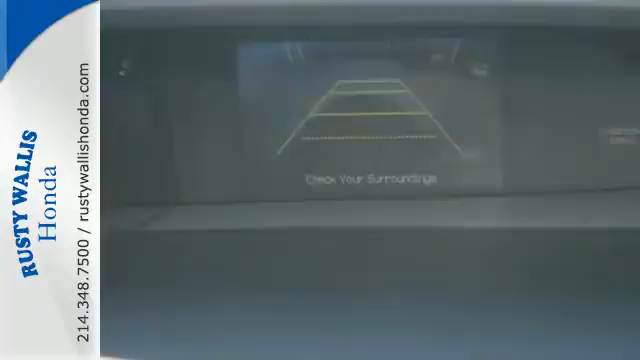 RUSTY WALLIS
Honda
214.348.7500 / rustywallishonda.com
Check Your Surroundings